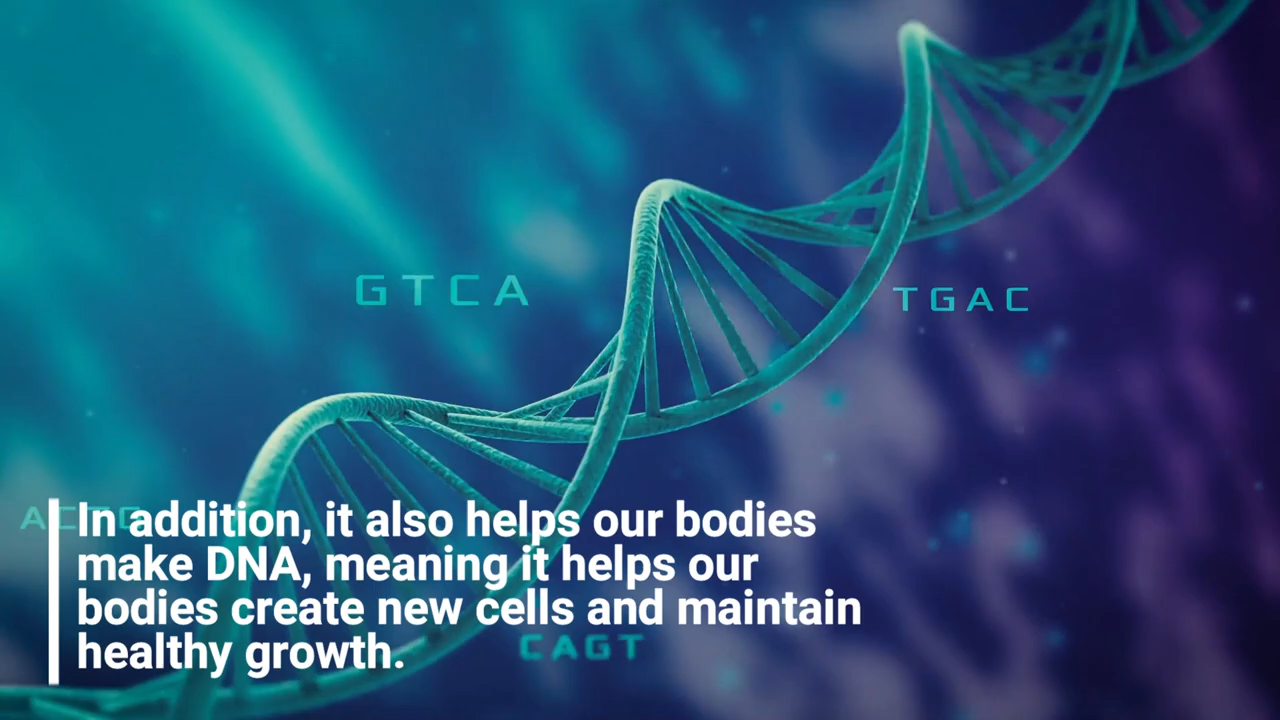 GTCA
TGAC
In addition, it also helps our bodies
make DNA, meaning it helps our
bodies create new cells and maintain
healthy growth.
CAGT